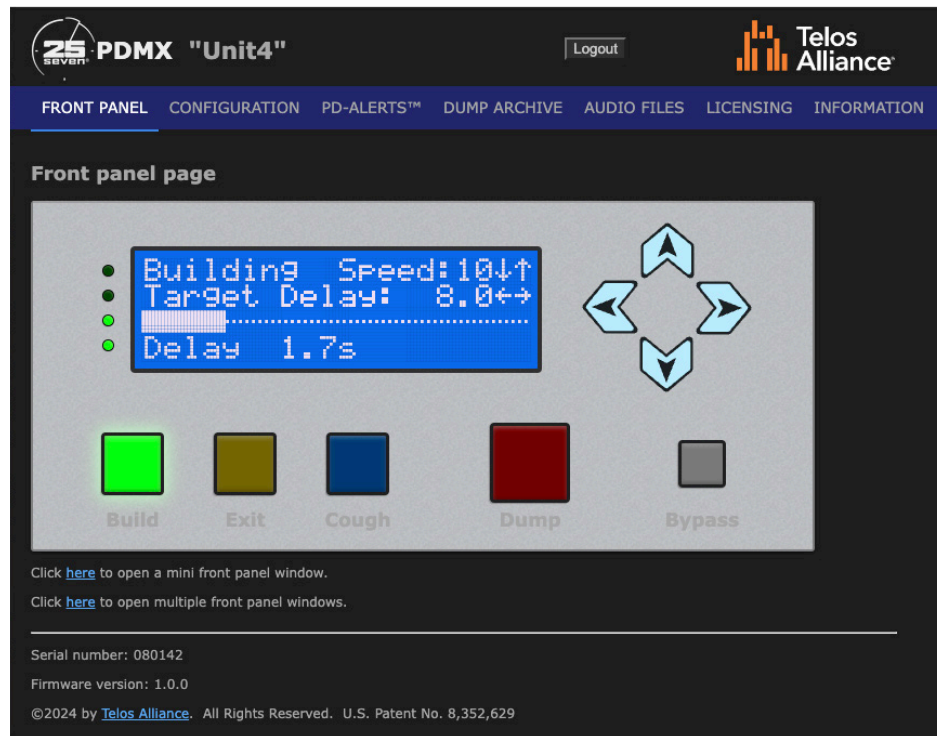 25 seven PDMX "Unit4" Logout Telos Alliance
FRONT PANEL CONFIGURATION PD-ALERTS™ DUMP ARCHIVE AUDIO FILES LICENSING INFORMATION
Front panel page
Building Speed:10↓↑
Target Delay: 8.0←→
Delay 1.7s
Build Exit Cough Dump Bypass
Click here to open a mini front panel window.
Click here to open multiple front panel windows.
Serial number: 080142
Firmware version: 1.0.0
©2024 by Telos Alliance. All Rights Reserved. U.S. Patent No. 8,352,629